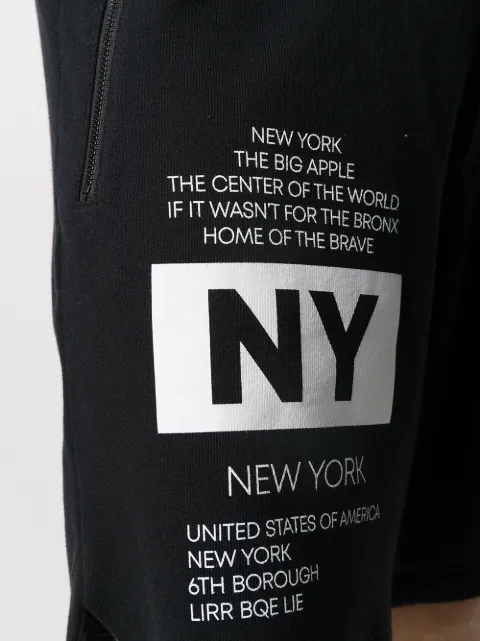 NEW YORK
THE BIG APPLE
THE CENTER OF THE WORLD
IF IT WASN'T FOR THE BRONX
HOME OF THE BRAVE
NY
NEW YORK
UNITED STATES OF AMERICA
NEW YORK
6TH BOROUGH
LIRR BQE LIE